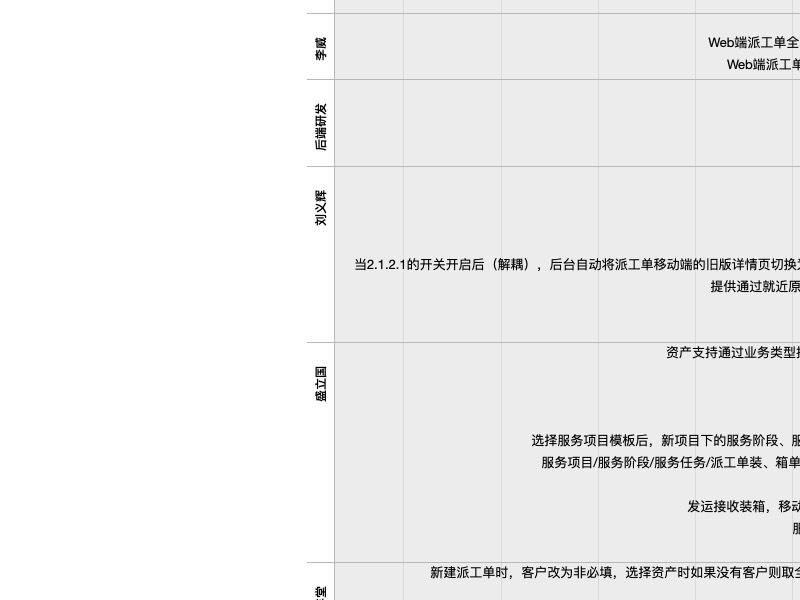 李威
Web端派工单全
Web端派工单
后端研发
刘义辉
当2.1.2.1的开关开启后（解耦），后台自动将派工单移动端的旧版详情页切换
提供通过就近原
盛立国
资产支持通过业务类型
选择服务项目模板后，新项目下的服务阶段、服
服务项目/服务阶段/服务任务/派工单装、箱单
发运接收装箱，移动
新建派工单时，客户改为非必填，选择资产时如果没有客户则取全
堂